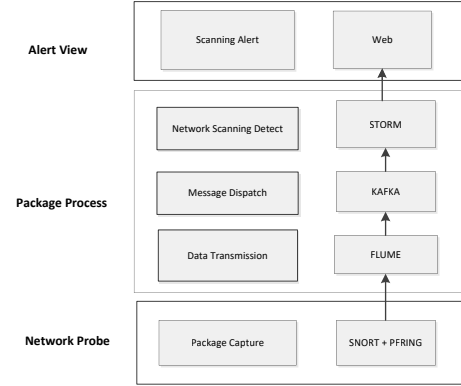 Alert View
Scanning Alert
Web
Package Process
Network Scanning Detect
STORM
Message Dispatch
KAFKA
Data Transmission
FLUME
Network Probe
Package Capture
SNORT + PFRING